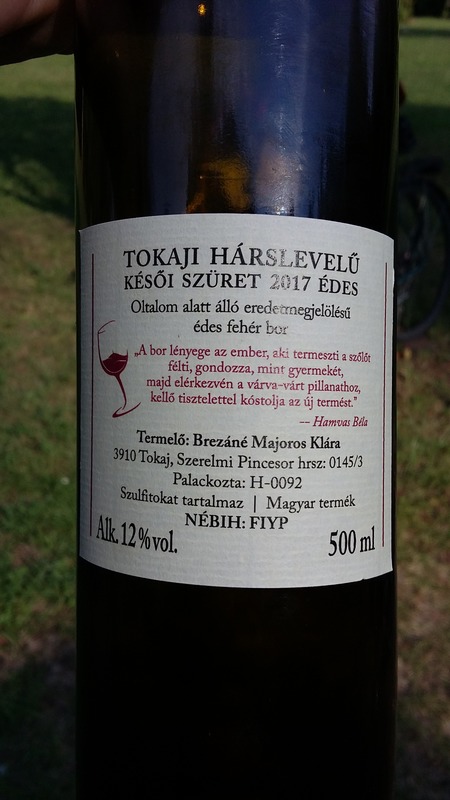 TOKAJI HÁRSLEVELŰ
KÉSŐI SZÜRET 2017 ÉDES
Oltalom alatt álló eredetmegjelölésű
édes fehér bor
„A bor lényege az ember, aki termeszti a szőlőt
félti, gondozza, mint gyermekét,
majd elérkezvén a várva-várt pillanathoz,
kellő tisztelettel kóstolja az új termést."
-- Hamvas Béla
Termelő: Brezáné Majoros Klára
3910 Tokaj, Szerelmi Pincesor hrsz: 0145/3
Palackozta: H-0092
Szulfitokat tartalmaz | Magyar termék
NÉBIH: FIYP
Alk. 12 % vol.
500 ml